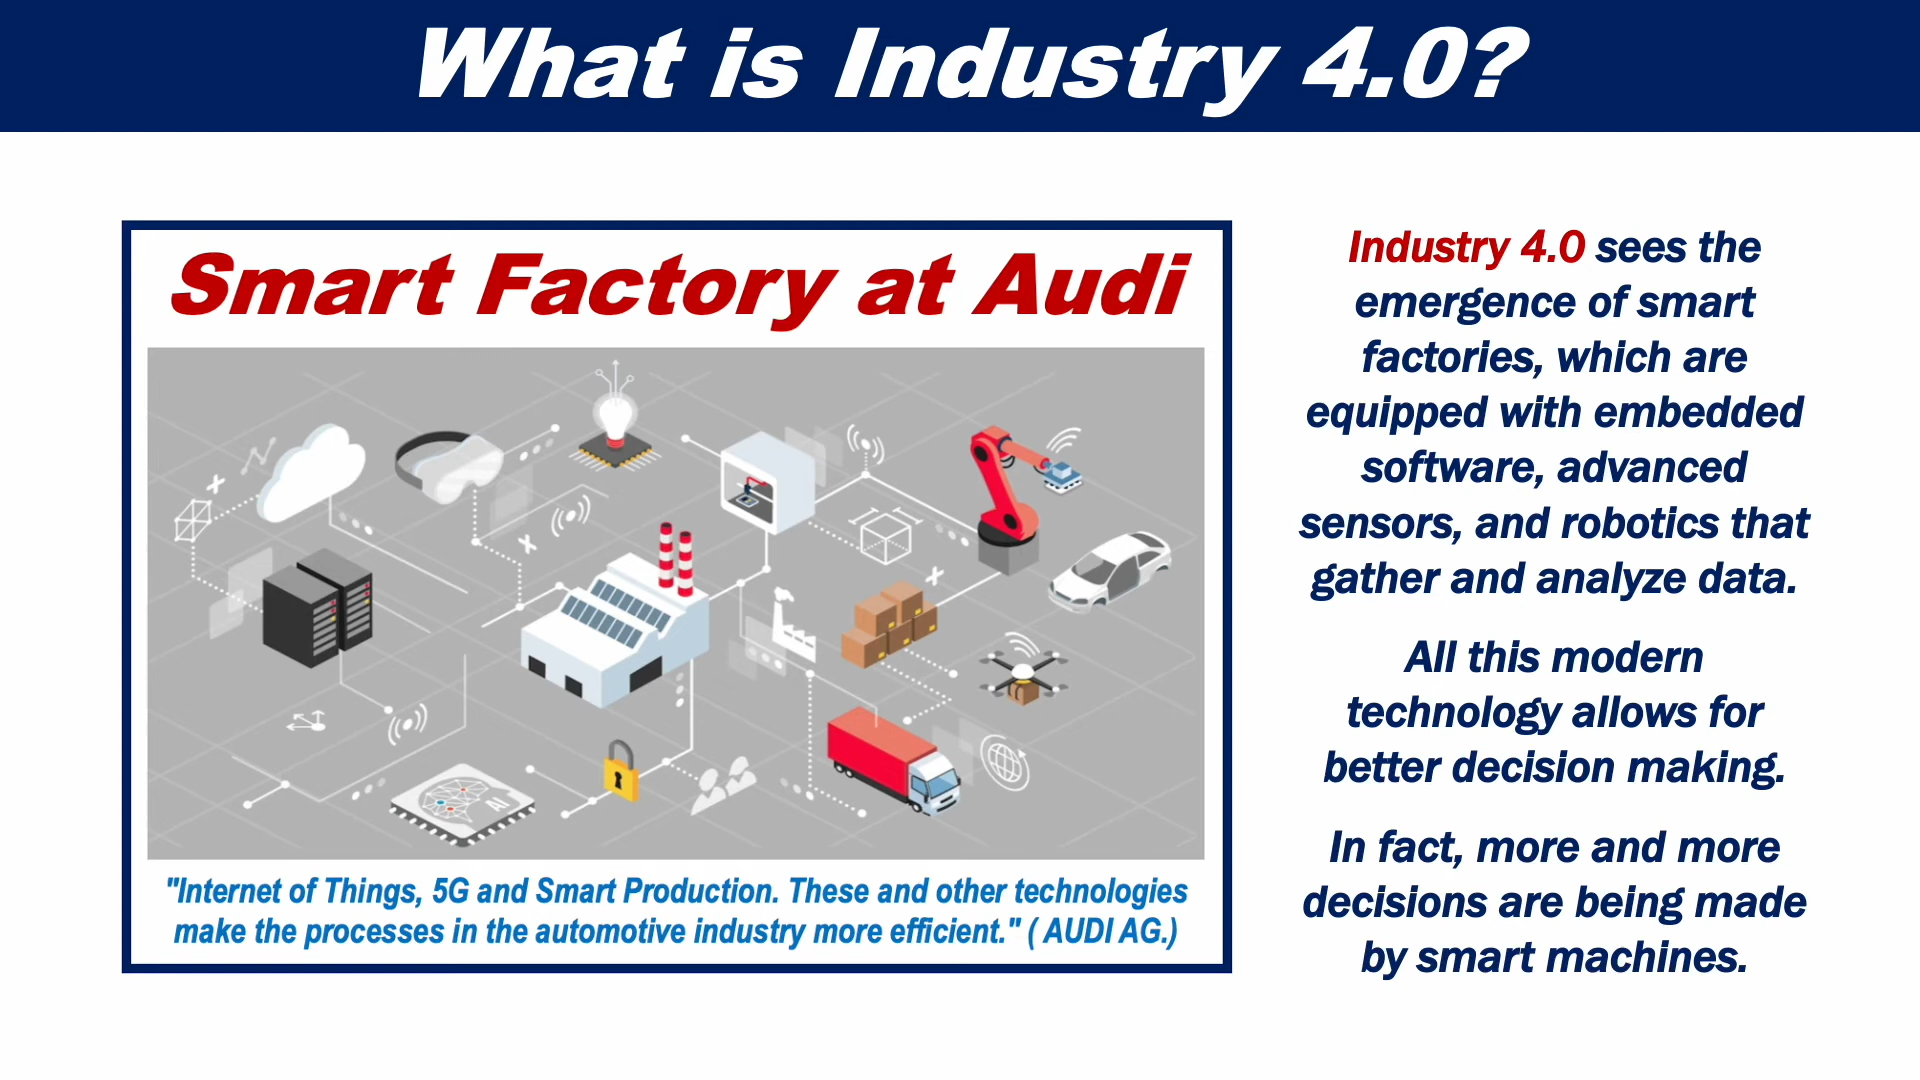 What is Industry 4.0?
Smart Factory at Audi
AI
"Internet of Things, 5G and Smart Production. These and other technologies
make the processes in the automotive industry more efficient." ( AUDI AG.)
Industry 4.0 sees the
emergence of smart
factories, which are
equipped with embedded
software, advanced
sensors, and robotics that
gather and analyze data.
All this modern
technology allows for
better decision making.
In fact, more and more
decisions are being made
by smart machines.